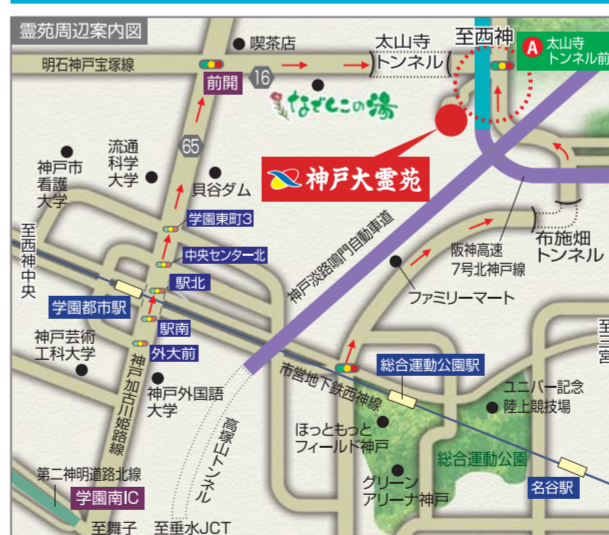 霊苑周辺案内図
喫茶店
太山寺
トンネル
至西神
A
太山寺
トンネル前
明石神戸宝塚線
前開
16
なでしこの湯
65
流通
科学
大学
神戸市
看護
大学
貝谷ダム
神戸大霊苑
学園東町3
至西神中央
中央センター北
神戸淡路鳴門自動車道
阪神高速
7号北神戸線
布施畑
トンネル
駅北
学園都市駅
ファミリーマート
駅南
神戸芸術
工科大学
外大前
至三宮
神戸加古川姫路線
神戸外国語
大学
市営地下鉄西神線
総合運動公園駅
ユニバー記念
陸上競技場
ほっともっと
フィールド神戸
高塚山トンネル
総合運動公園
グリーン
アリーナ神戸
第二神明道路北線
学園南IC
名谷駅
至舞子
至垂水JCT